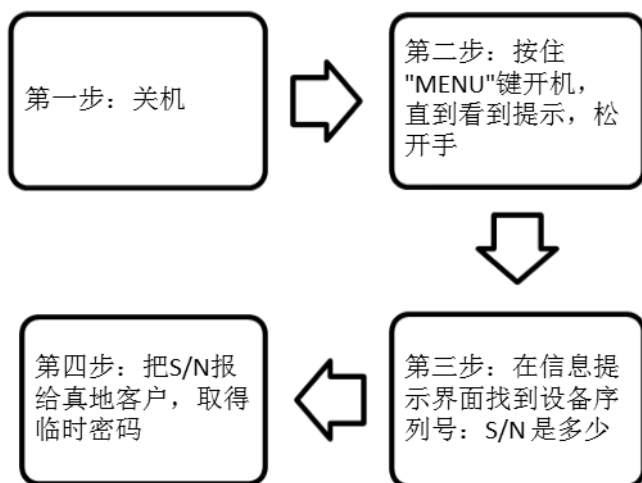 第一步：关机
第二步：按住
"MENU"键开机，
直到看到提示，松
开手
第三步：在信息提
示界面找到设备序
列号：S/N 是多少
第四步：把S/N报
给真地客户，取得
临时密码